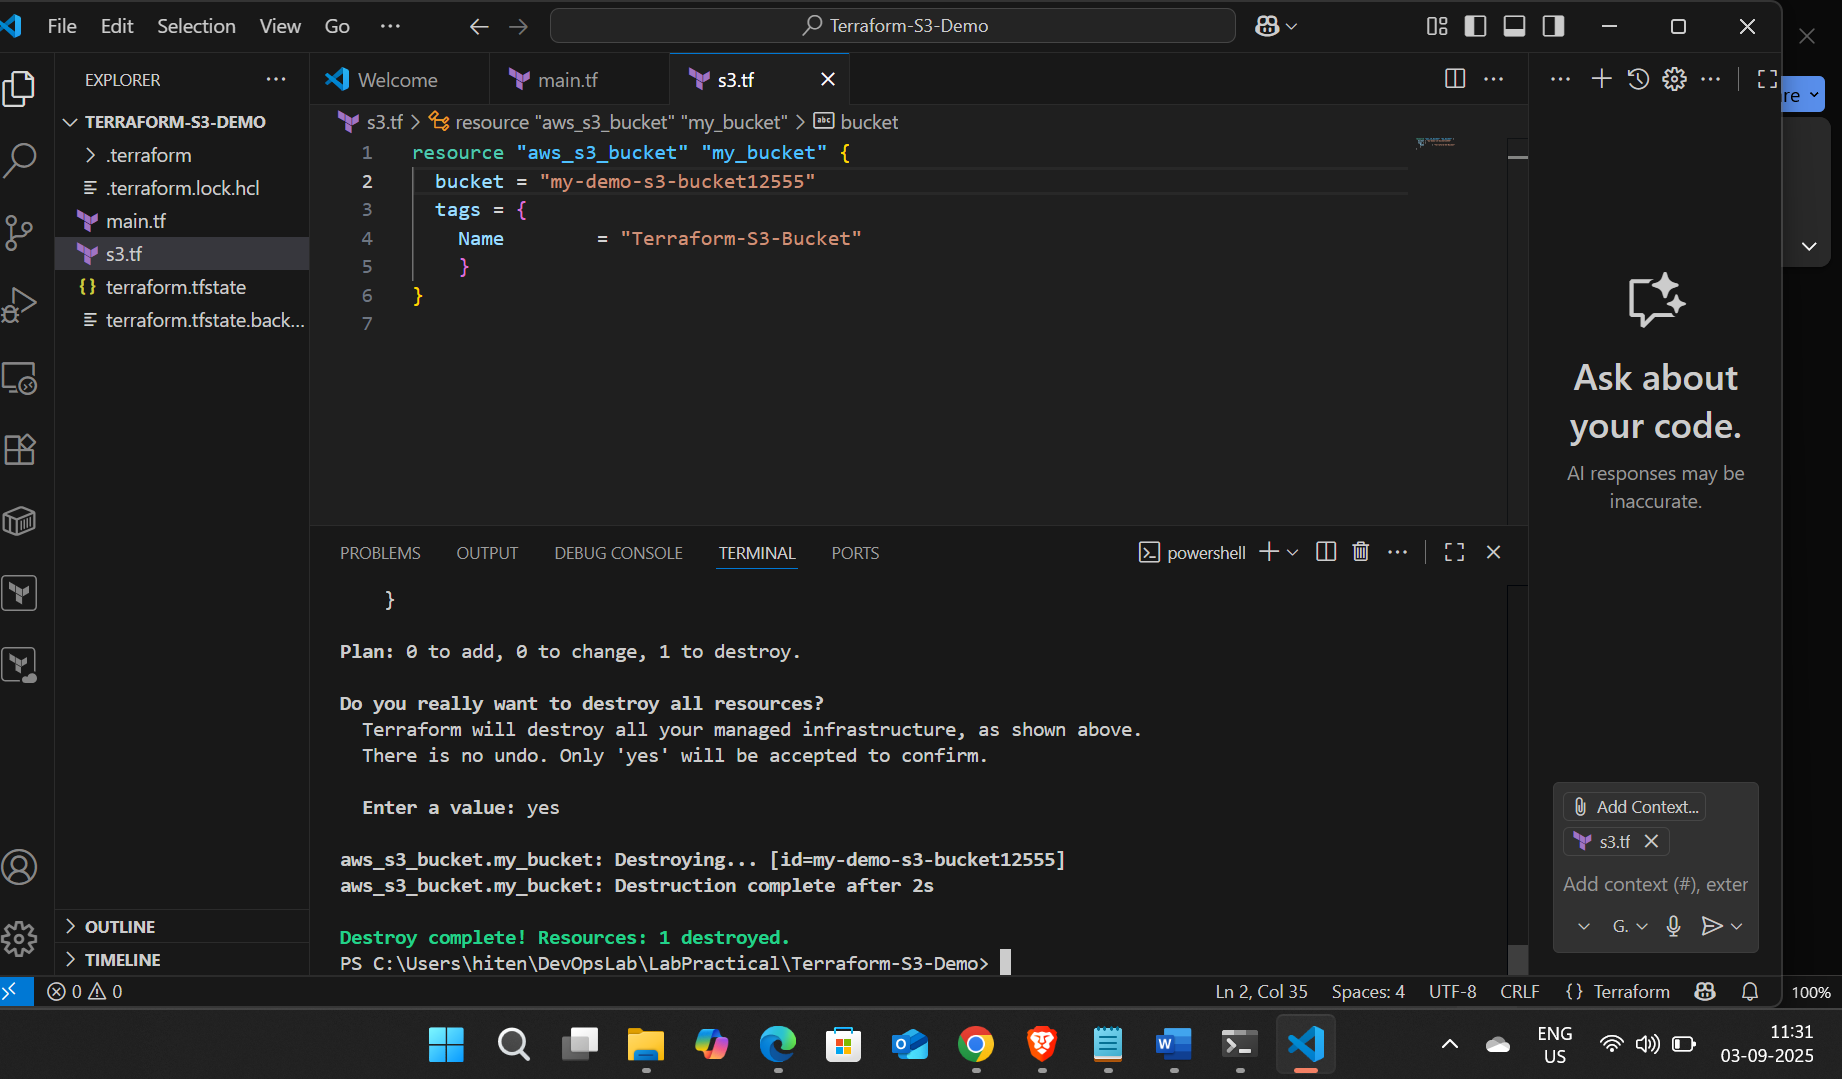 File Edit Selection View Go ···
Terraform-S3-Demo
EXPLORER
TERRAFORM-S3-DEMO
.terraform
.terraform.lock.hcl
main.tf
s3.tf
{} terraform.tfstate
terraform.tfstate.back...
OUTLINE
TIMELINE
Welcome
main.tf
s3.tf
s3.tf > resource "aws_s3_bucket" "my_bucket" > abc bucket
1 resource "aws_s3_bucket" "my_bucket" {
2 bucket = "my-demo-s3-bucket12555"
3 tags = {
4 Name = "Terraform-S3-Bucket"
5 }
6 }
7
PROBLEMS OUTPUT DEBUG CONSOLE TERMINAL PORTS
powershell
}
Plan: 0 to add, 0 to change, 1 to destroy.
Do you really want to destroy all resources?
Terraform will destroy all your managed infrastructure, as shown above.
There is no undo. Only 'yes' will be accepted to confirm.
Enter a value: yes
aws_s3_bucket.my_bucket: Destroying... [id=my-demo-s3-bucket12555]
aws_s3_bucket.my_bucket: Destruction complete after 2s
Destroy complete! Resources: 1 destroyed.
PS C:\Users\hiten\DevOpsLab\LabPractical\Terraform-S3-Demo>
re
Ask about
your code.
AI responses may be
inaccurate.
Add Context...
s3.tf
Add context (#), exter
G.
0 0
Ln 2, Col 35 Spaces: 4 UTF-8 CRLF {} Terraform
100%
ENG
US
11:31
03-09-2025